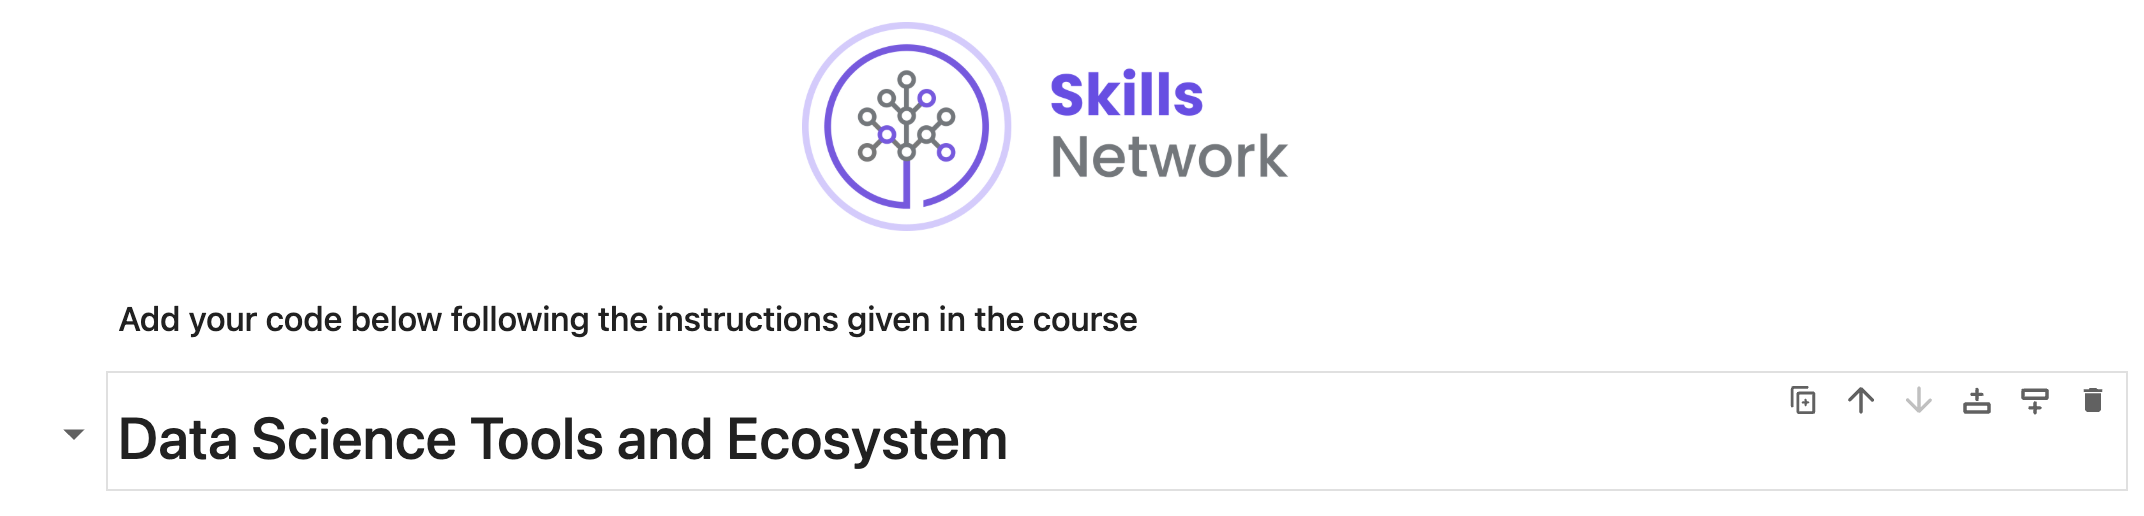 Skills
Network
Add your code below following the instructions given in the course
Data Science Tools and Ecosystem